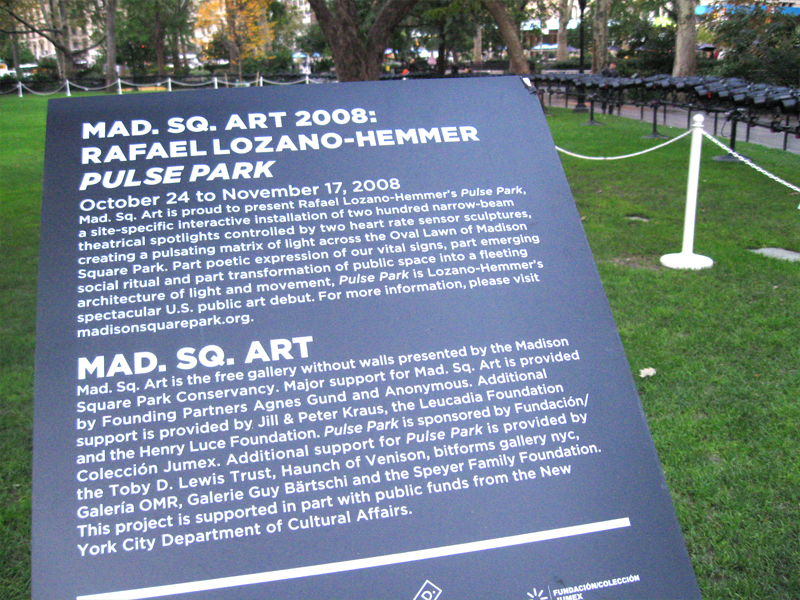 MAD. SQ. ART 2008:
RAFAEL LOZANO-HEMMER
PULSE PARK
October 24 to November 17, 2008
Mad. Sq. Art is proud to present Rafael Lozano-Hemmer's Pulse Park,
a site-specific interactive installation of two hundred narrow-beam
theatrical spotlights controlled by two heart rate sensor sculptures,
creating a pulsating matrix of light across the Oval Lawn of Madison
Square Park. Part poetic expression of our vital signs, part emerging
social ritual and part transformation of public space into a fleeting
architecture of light and movement, Pulse Park is Lozano-Hemmer's
spectacular U.S. public art debut. For more information, please visit
madisonsquarepark.org.
MAD. SQ. ART
Mad. Sq. Art is the free gallery without walls presented by the Madison
Square Park Conservancy. Major support for Mad. Sq. Art is provided
by Founding Partners Agnes Gund and Anonymous. Additional
support is provided by Jill & Peter Kraus, the Leucadia Foundation
and the Henry Luce Foundation. Pulse Park is sponsored by Fundación/
Colección Jumex. Additional support for Pulse Park is provided by
the Toby D. Lewis Trust, Haunch of Venison, bitforms gallery nyc,
Galería OMR, Galerie Guy Bärtschi and the Speyer Family Foundation.
This project is supported in part with public funds from the New
York City Department of Cultural Affairs.
D:
FUNDACIÓN/COLECCIÓN
JUMEX